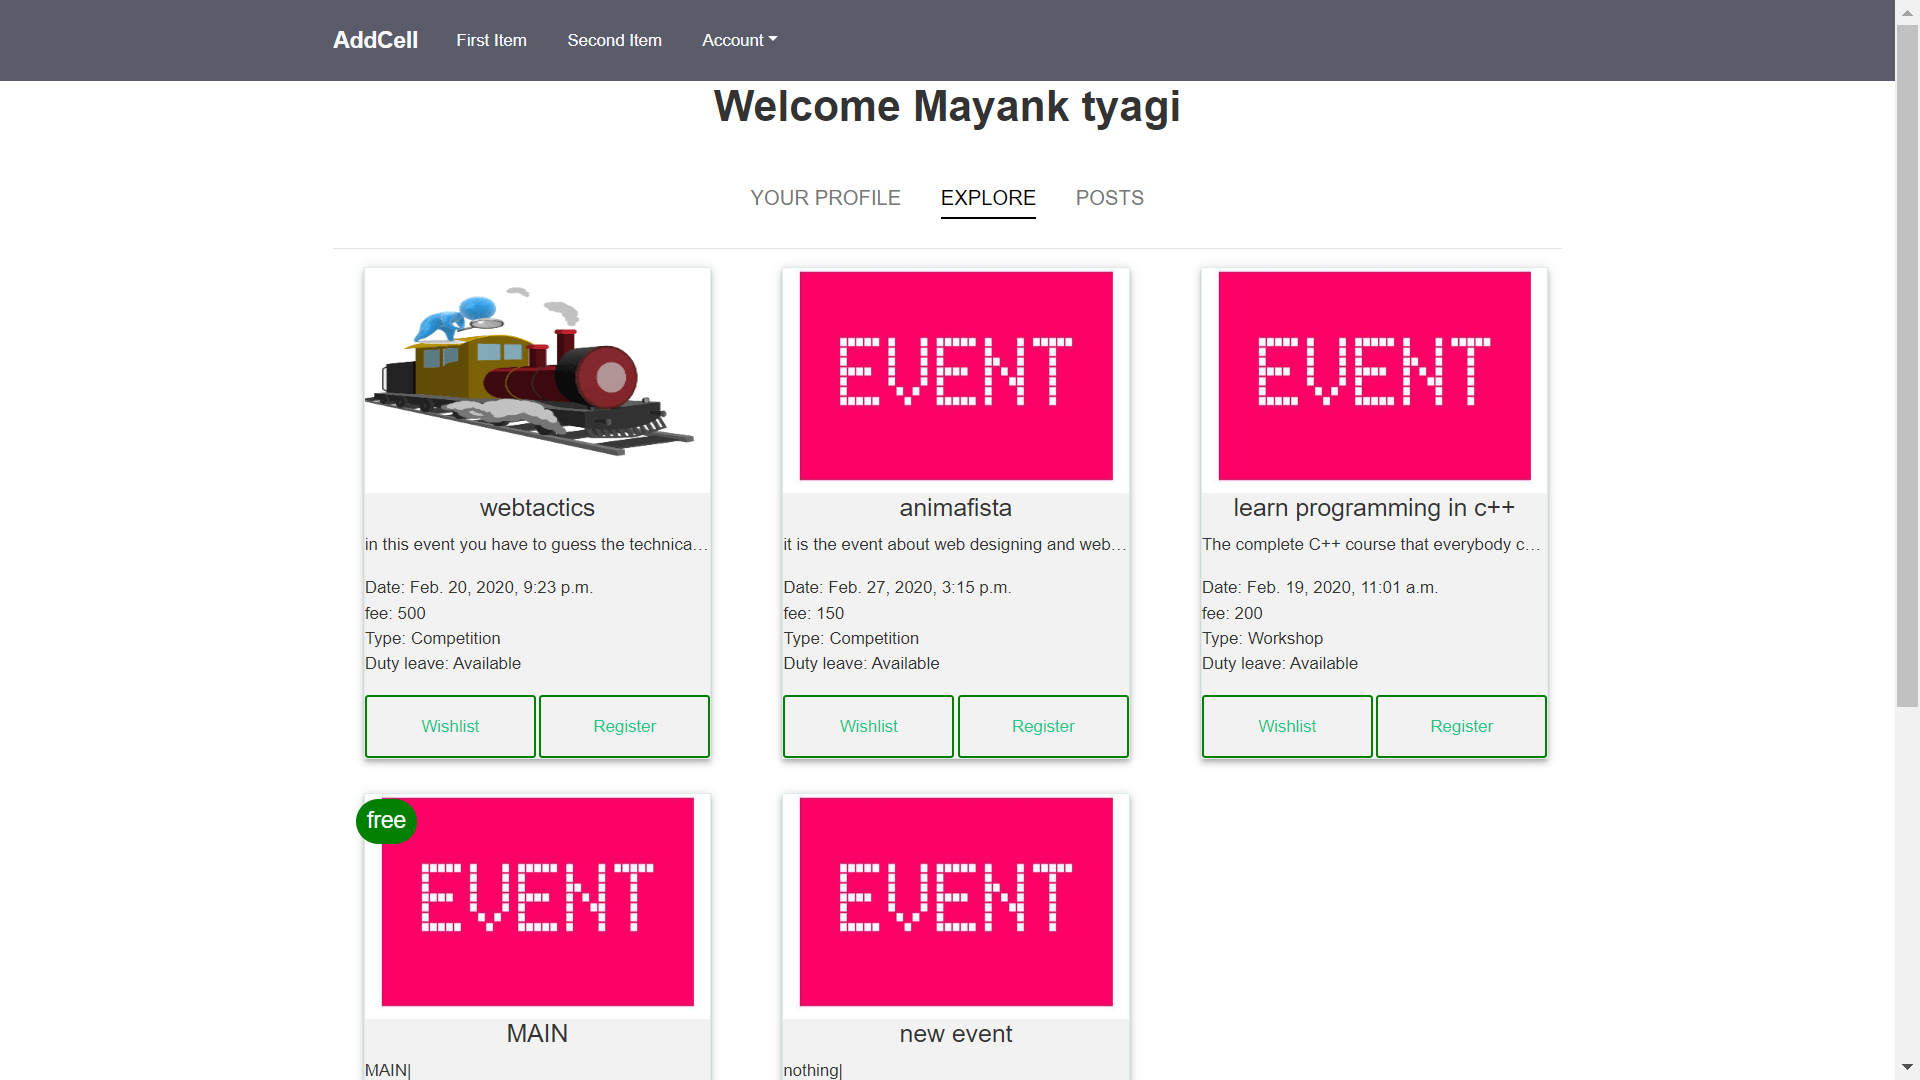 AddCell First Item Second Item Account
Welcome Mayank tyagi
YOUR PROFILE EXPLORE POSTS
webtactics
in this event you have to guess the technica...
Date: Feb. 20, 2020, 9:23 p.m.
fee: 500
Type: Competition
Duty leave: Available
Wishlist Register
EVENT
animafista
it is the event about web designing and web...
Date: Feb. 27, 2020, 3:15 p.m.
fee: 150
Type: Competition
Duty leave: Available
Wishlist Register
EVENT
learn programming in c++
The complete C++ course that everybody c...
Date: Feb. 19, 2020, 11:01 a.m.
fee: 200
Type: Workshop
Duty leave: Available
Wishlist Register
free
EVENT
MAIN
MAIN|
EVENT
new event
nothing|